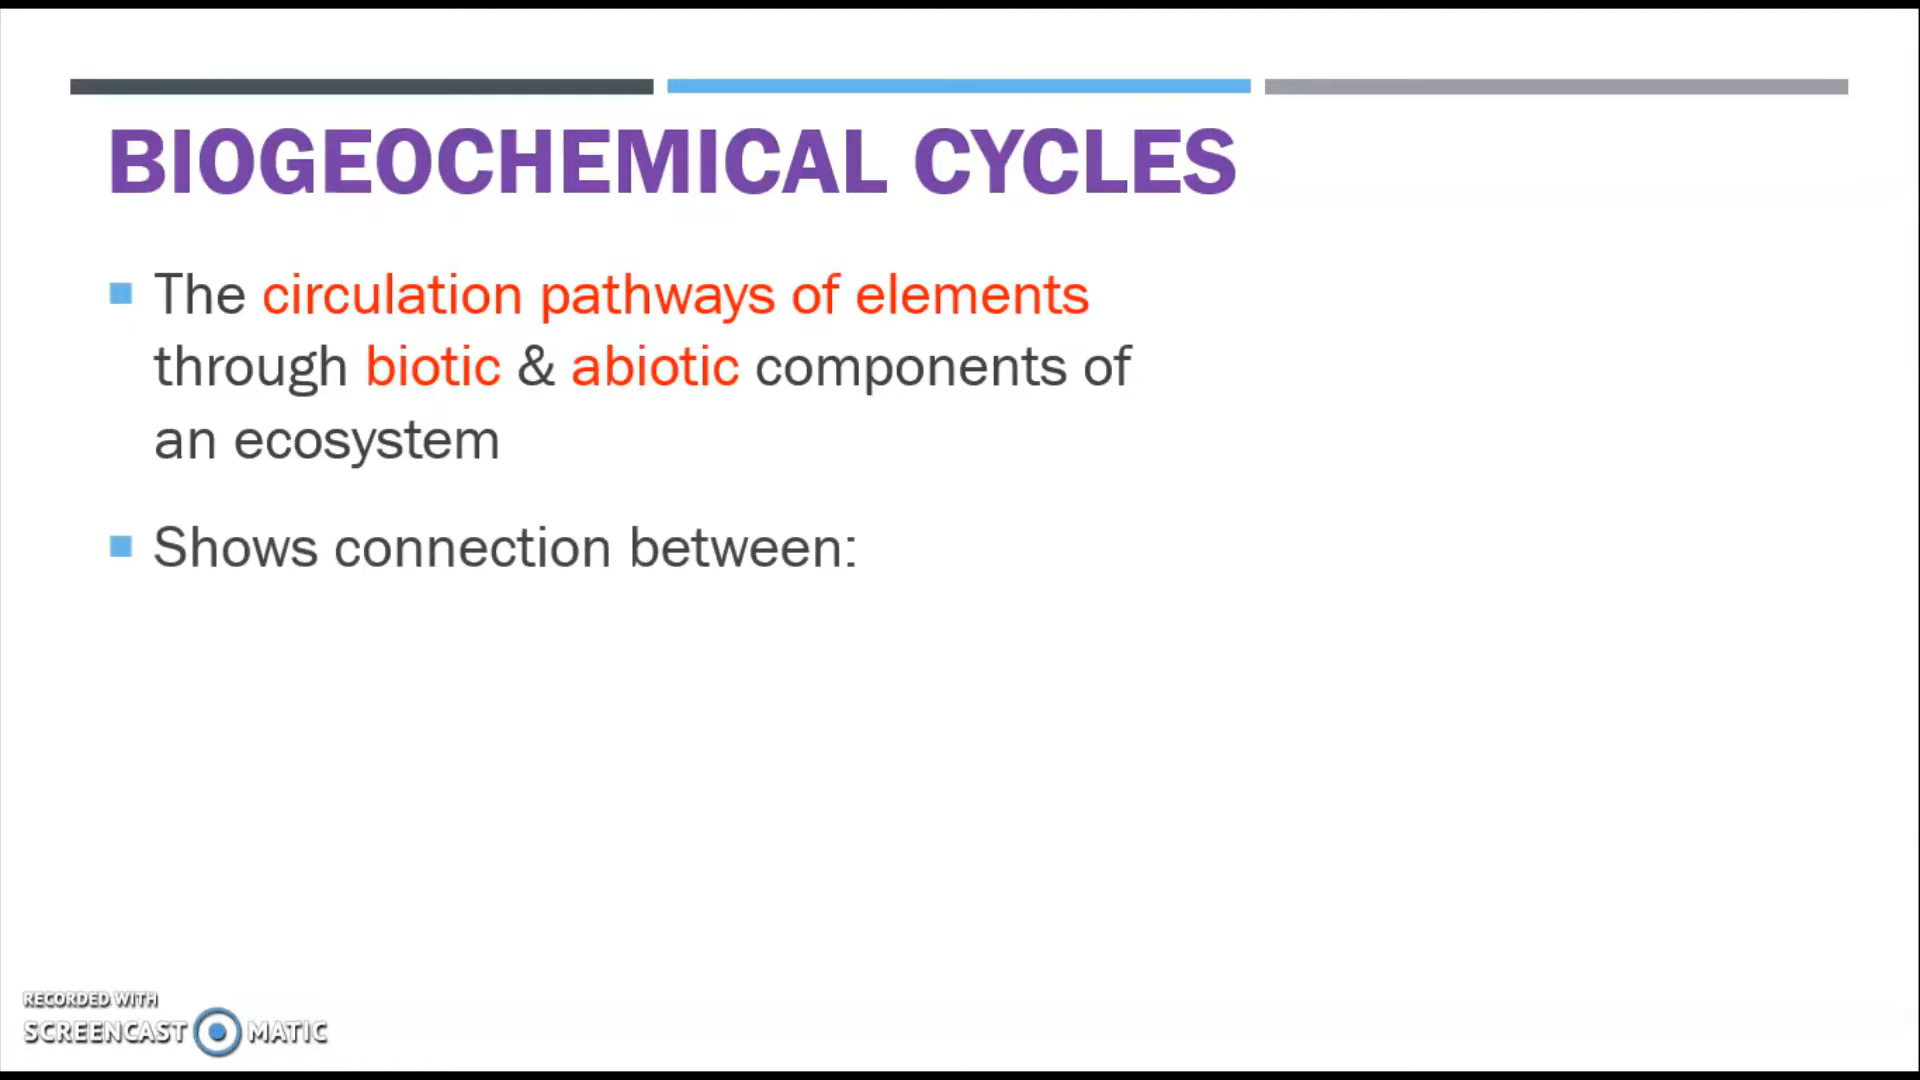 BIOGEOCHEMICAL CYCLES
The circulation pathways of elements
through biotic & abiotic components of
an ecosystem
Shows connection between:
RECORDED WITH
SCREENCAST MATIC